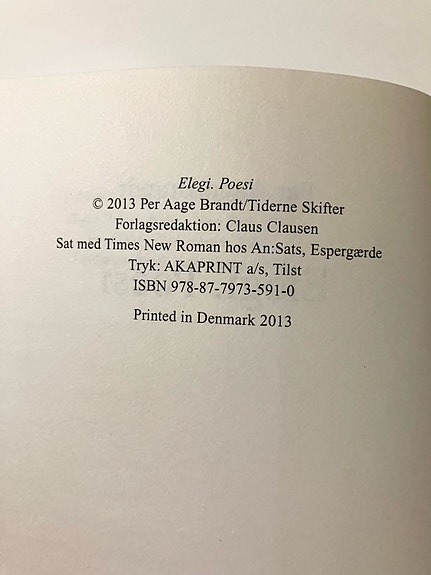 Elegi. Poesi
© 2013 Per Aage Brandt/Tiderne Skifter
Forlagsredaktion: Claus Clausen
Sat med Times New Roman hos An:Sats, Espergærde
Tryk: AKAPRINT a/s, Tilst
ISBN 978-87-7973-591-0
Printed in Denmark 2013